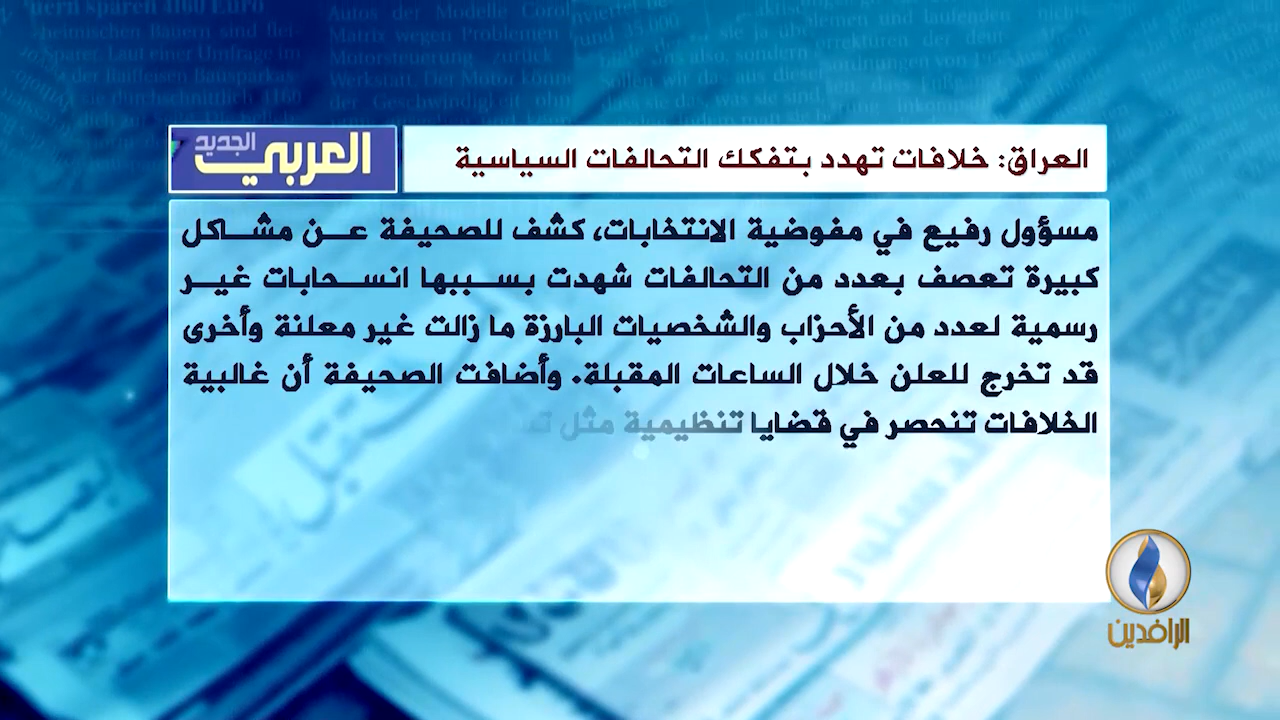 العربي الجديد
العراق: خلافات تهدد بتفكك التحالفات السياسية
مسؤول رفيع في مفوضية الانتخابات، كشف للصحيفة عن مشاكل
كبيرة تعصف بعدد من التحالفات شهدت بسببها انسحابات غير
رسمية لعدد من الأحزاب والشخصيات البارزة ما زالت غير معلنة وأخرى
قد تخرج للعلن خلال الساعات المقبلة. وأضافت الصحيفة أن غالبية
الخلافات تنحصر في قضايا تنظيمية مثل
الرافدين